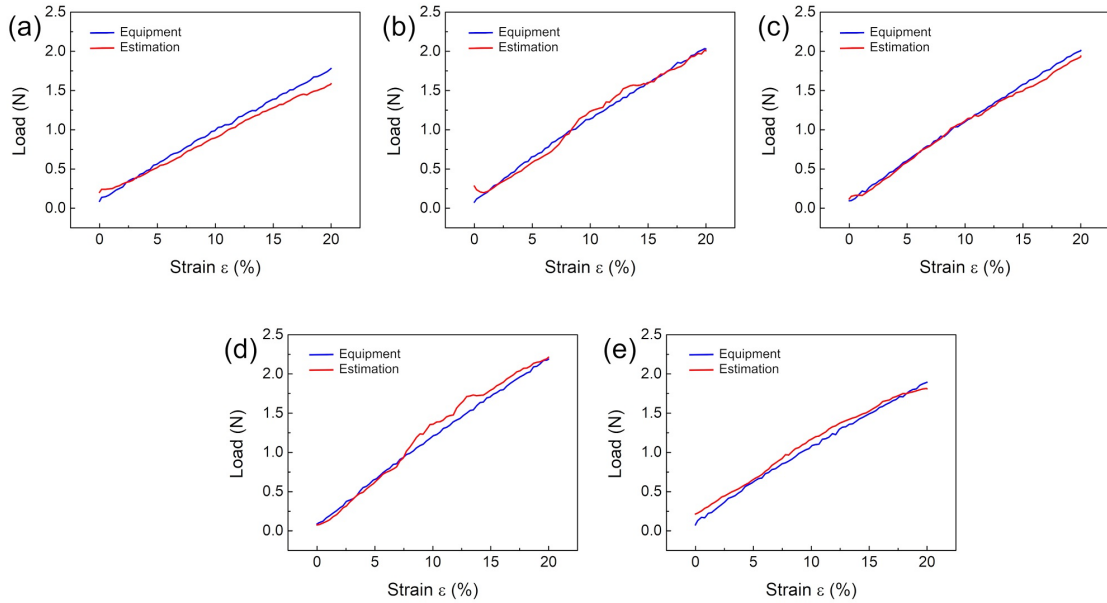 (a)
Equipment
Estimation
Load (N)
2.5
2.0
1.5
1.0
0.5
0.0
0 5 10 15 20
Strain ε (%)
(b)
Equipment
Estimation
Load (N)
2.5
2.0
1.5
1.0
0.5
0.0
0 5 10 15 20
Strain ε (%)
(c)
Equipment
Estimation
Load (N)
2.5
2.0
1.5
1.0
0.5
0.0
0 5 10 15 20
Strain ε (%)
(d)
Equipment
Estimation
Load (N)
2.5
2.0
1.5
1.0
0.5
0.0
0 5 10 15 20
Strain ε (%)
(e)
Equipment
Estimation
Load (N)
2.5
2.0
1.5
1.0
0.5
0.0
0 5 10 15 20
Strain ε (%)